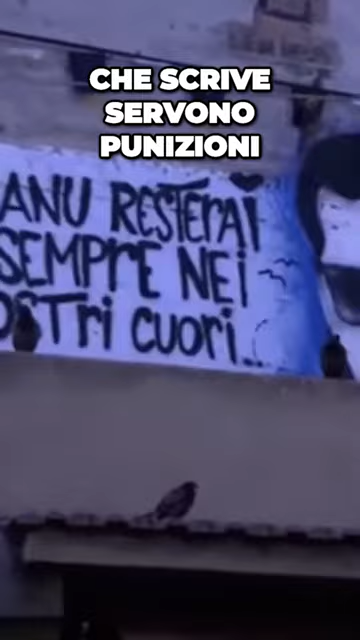 CHE SCRIVE
SERVONO
PUNIZIONI
ANU RESTERAI
SEMPRE NEI
OSTRI CUORI...